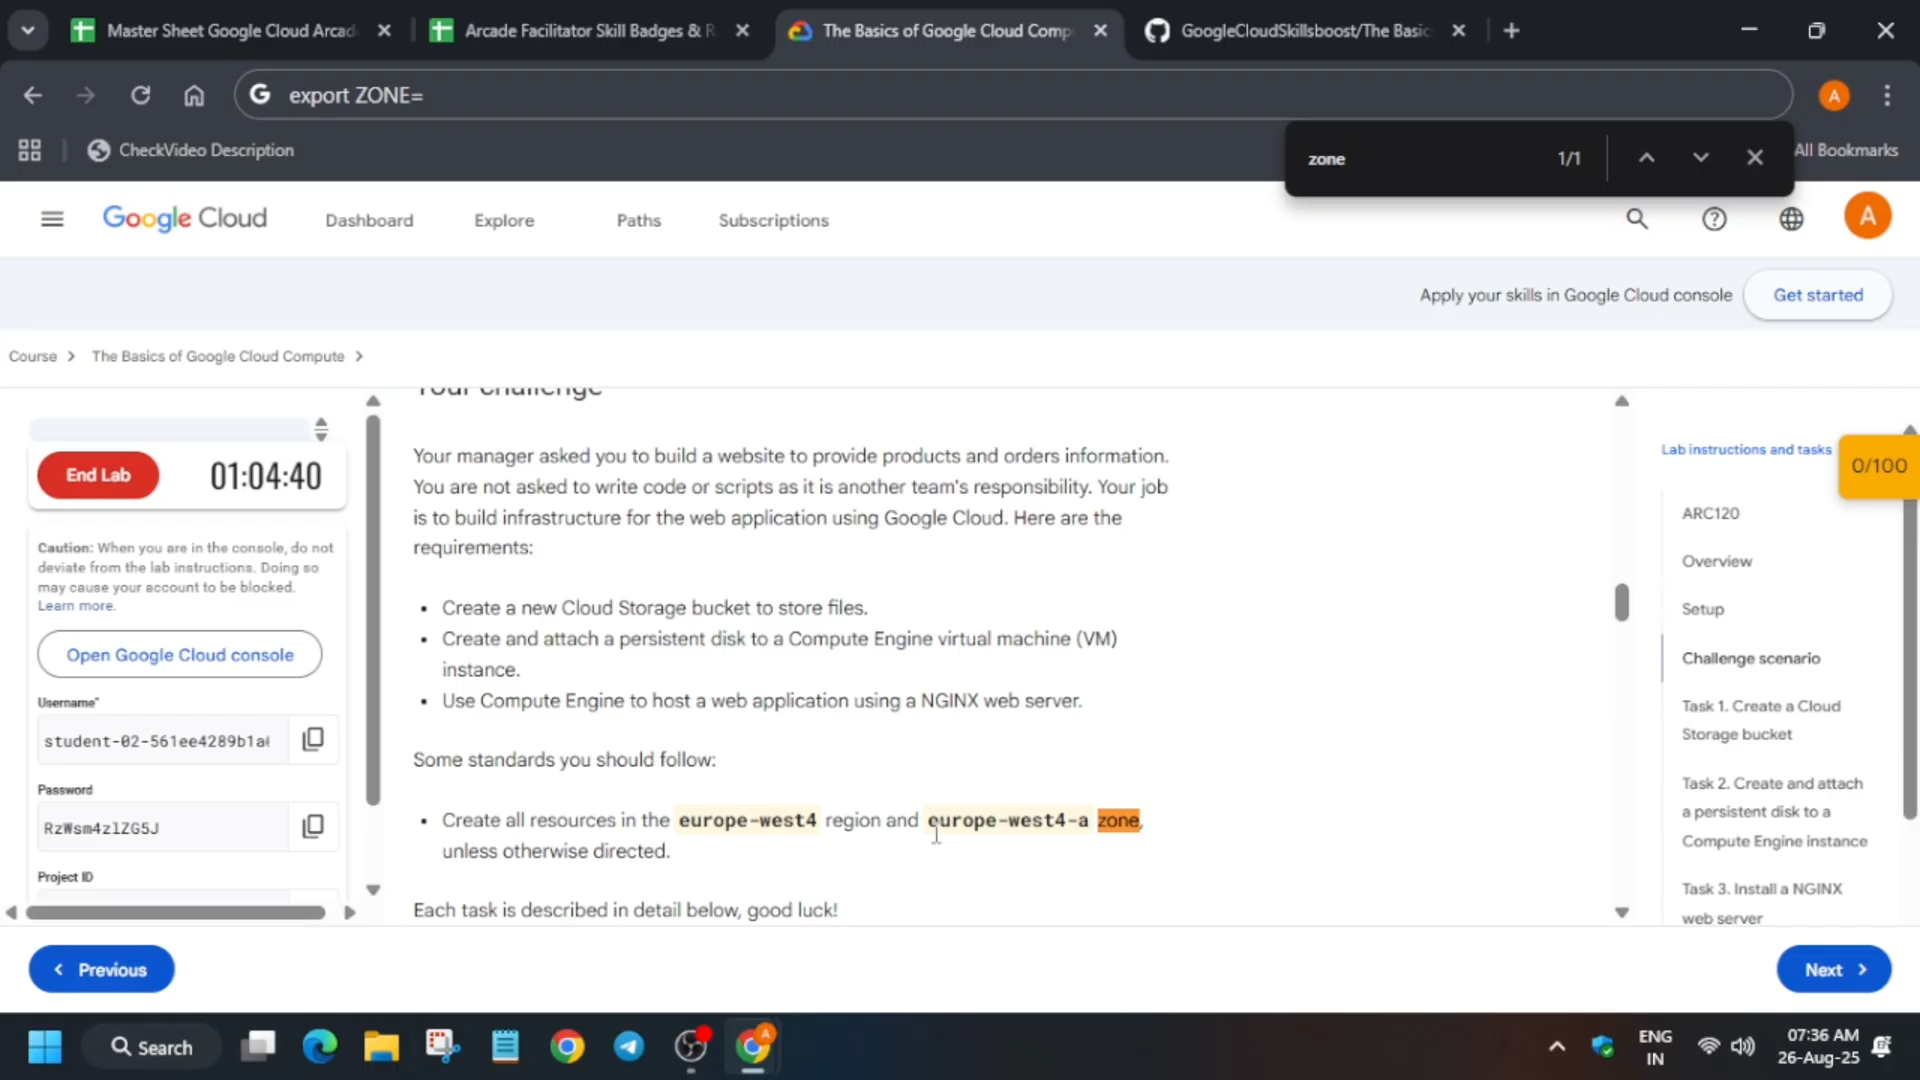 Master Sheet Google Cloud Arcad
Arcade Facilitator Skill Badges & R
The Basics of Google Cloud Comp
GoogleCloudSkillsboost/The Basic
export ZONE=
CheckVideo Description
All Bookmarks
zone
1/1
A
Google Cloud
Dashboard
Explore
Paths
Subscriptions
A
Apply your skills in Google Cloud console
Get started
Course
The Basics of Google Cloud Compute
End Lab
01:04:40
Caution: When you are in the console, do not
deviate from the lab instructions. Doing so
may cause your account to be blocked.
Learn more.
Open Google Cloud console
Username"
student-02-561ee4289b1a
Password
RzWsm4zlZG5J
Project ID
Your challenge
Your manager asked you to build a website to provide products and orders information.
You are not asked to write code or scripts as it is another team's responsibility. Your job
is to build infrastructure for the web application using Google Cloud. Here are the
requirements:
• Create a new Cloud Storage bucket to store files.
• Create and attach a persistent disk to a Compute Engine virtual machine (VM)
instance.
• Use Compute Engine to host a web application using a NGINX web server.
Some standards you should follow:
• Create all resources in the europe-west4 region and europe-west4-a zone,
unless otherwise directed.
Each task is described in detail below, good luck!
Lab instructions and tasks
0/100
ARC120
Overview
Setup
Challenge scenario
Task 1. Create a Cloud
Storage bucket
Task 2. Create and attach
a persistent disk to a
Compute Engine instance
Task 3. Install a NGINX
web server
Previous
Next
Search
A
ENG
IN
07:36 AM
26-Aug-25